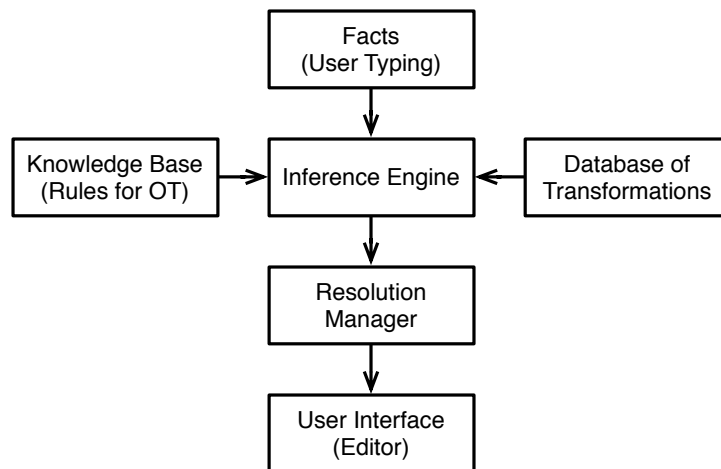 Facts
(User Typing)
Knowledge Base
(Rules for OT)
Inference Engine
Database of
Transformations
Resolution
Manager
User Interface
(Editor)